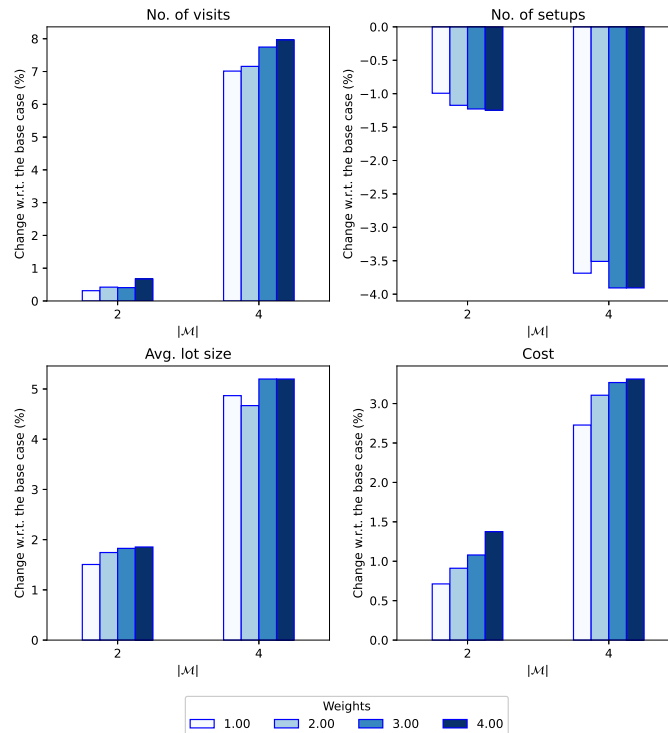 No. of visits
Change w.r.t. the base case (%)
8
7
6
5
4
3
2
1
0
2
4
|ℳ|
No. of setups
Change w.r.t. the base case (%)
0.0
−0.5
−1.0
−1.5
−2.0
−2.5
−3.0
−3.5
−4.0
2
4
|ℳ|
Avg. lot size
Change w.r.t. the base case (%)
5
4
3
2
1
0
2
4
|ℳ|
Cost
Change w.r.t. the base case (%)
3.0
2.5
2.0
1.5
1.0
0.5
0.0
2
4
|ℳ|
Weights
1.00 2.00 3.00 4.00